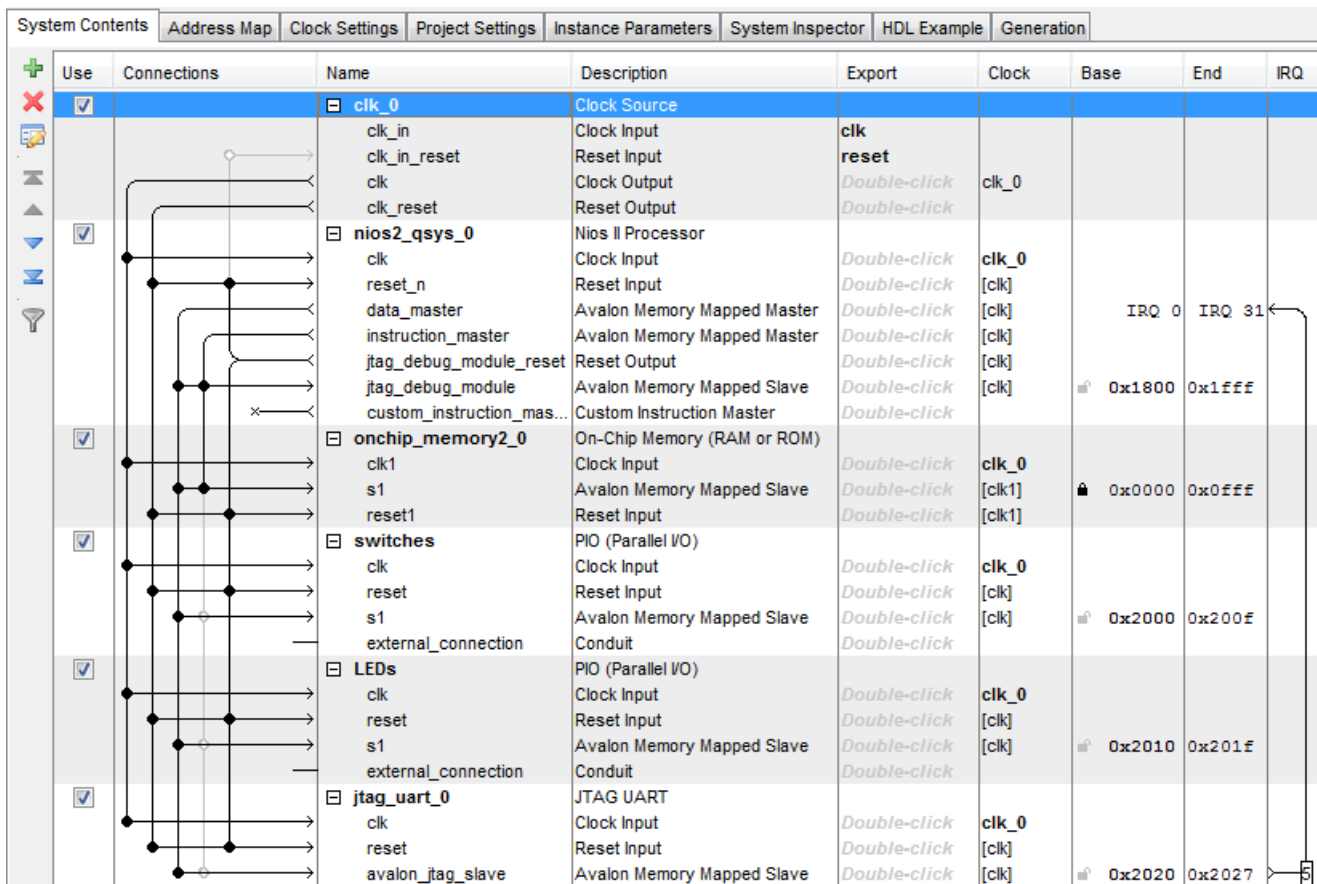 System Contents Address Map Clock Settings Project Settings Instance Parameters System Inspector HDL Example Generation
Use Connections Name Description Export Clock Base End IRQ
clk_0 Clock Source
clk_in Clock Input clk
clk_in_reset Reset Input reset
clk Clock Output Double-click clk_0
clk_reset Reset Output Double-click
nios2_qsys_0 Nios II Processor
clk Clock Input Double-click clk_0
reset_n Reset Input Double-click [clk]
data_master Avalon Memory Mapped Master Double-click [clk] IRQ 0 IRQ 31
instruction_master Avalon Memory Mapped Master Double-click [clk]
jtag_debug_module_reset Reset Output Double-click [clk]
jtag_debug_module Avalon Memory Mapped Slave Double-click [clk] 0x1800 0x1fff
custom_instruction_mas... Custom Instruction Master Double-click
onchip_memory2_0 On-Chip Memory (RAM or ROM)
clk1 Clock Input Double-click clk_0
s1 Avalon Memory Mapped Slave Double-click [clk1] 0x0000 0x0fff
reset1 Reset Input Double-click [clk1]
switches PIO (Parallel I/O)
clk Clock Input Double-click clk_0
reset Reset Input Double-click [clk]
s1 Avalon Memory Mapped Slave Double-click [clk] 0x2000 0x200f
external_connection Conduit Double-click
LEDs PIO (Parallel I/O)
clk Clock Input Double-click clk_0
reset Reset Input Double-click [clk]
s1 Avalon Memory Mapped Slave Double-click [clk] 0x2010 0x201f
external_connection Conduit Double-click
jtag_uart_0 JTAG UART
clk Clock Input Double-click clk_0
reset Reset Input Double-click [clk]
avalon_jtag_slave Avalon Memory Mapped Slave Double-click [clk] 0x2020 0x2027 5